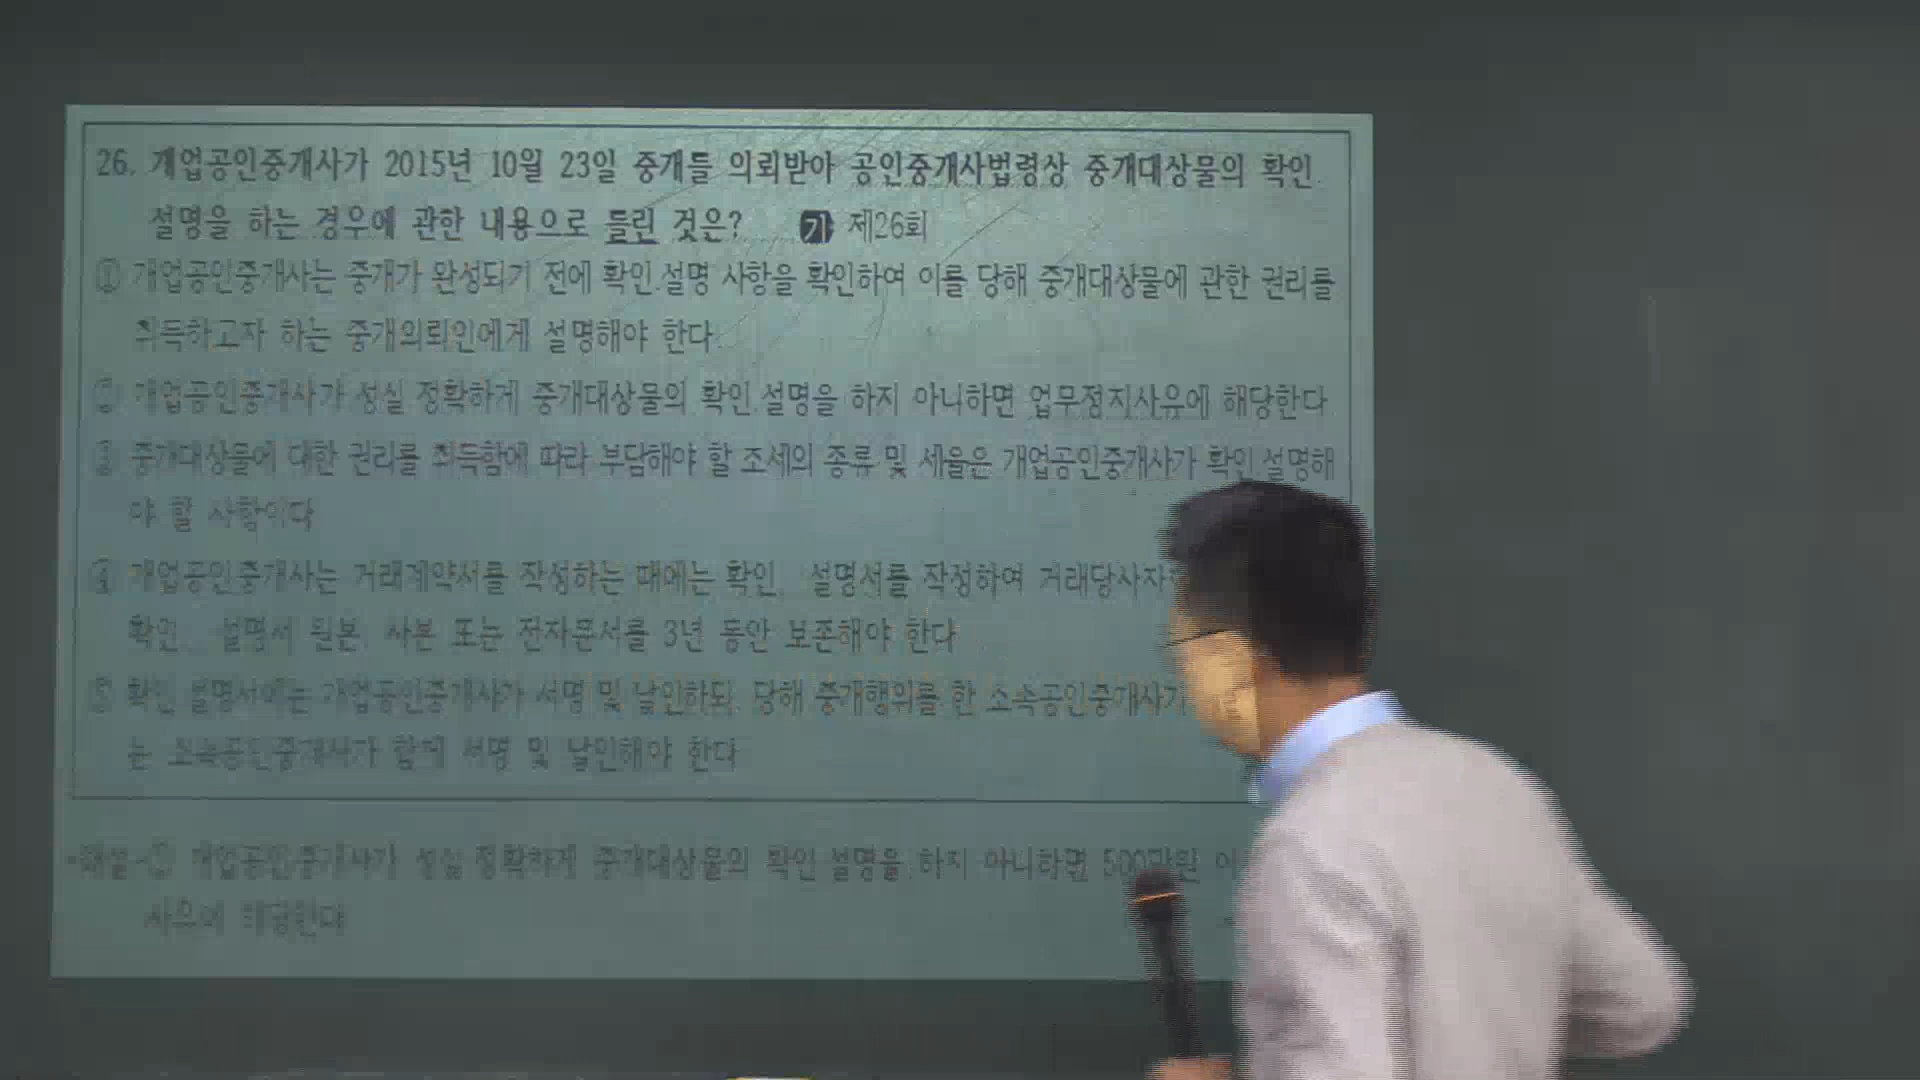 26. 개업공인중개사가 2015년 10월 23일 중개를 의뢰받아 공인중개사법령상 중개대상물의 확인.
설명을 하는 경우에 관한 내용으로 틀린 것은? 기 제26회
① 개업공인중개사는 중개가 완성되기 전에 확인.설명 사항을 확인하여 이를 당해 중개대상물에 관한 권리를
취득하고자 하는 중개의뢰인에게 설명해야 한다.
② 개업공인중개사가 성실.정확하게 중개대상물의 확인.설명을 하지 아니하면 업무정지사유에 해당한다
③ 중개대상물에 대한 권리를 취득함에 따라 부담해야 할 조세의 종류 및 세율은 개업공인중개사가 확인.설명해
야 할 사항이다
④ 개업공인중개사는 거래계약서를 작성하는 때에는 확인. 설명서를 작성하여 거래당사자
확인. 설명서 원본, 사본 또는 전자문서를 3년 동안 보존해야 한다
⑤ 확인.설명서에는 개업공인중개사가 서명 및 날인하되, 당해 중개행위를 한 소속공인중개사가
는 소속공인중개사가 함께 서명 및 날인해야 한다
개업공인중개사가 성실.정확하게 중개대상물의 확인.설명을 하지 아니하면 500만원 이
사유에 해당한다